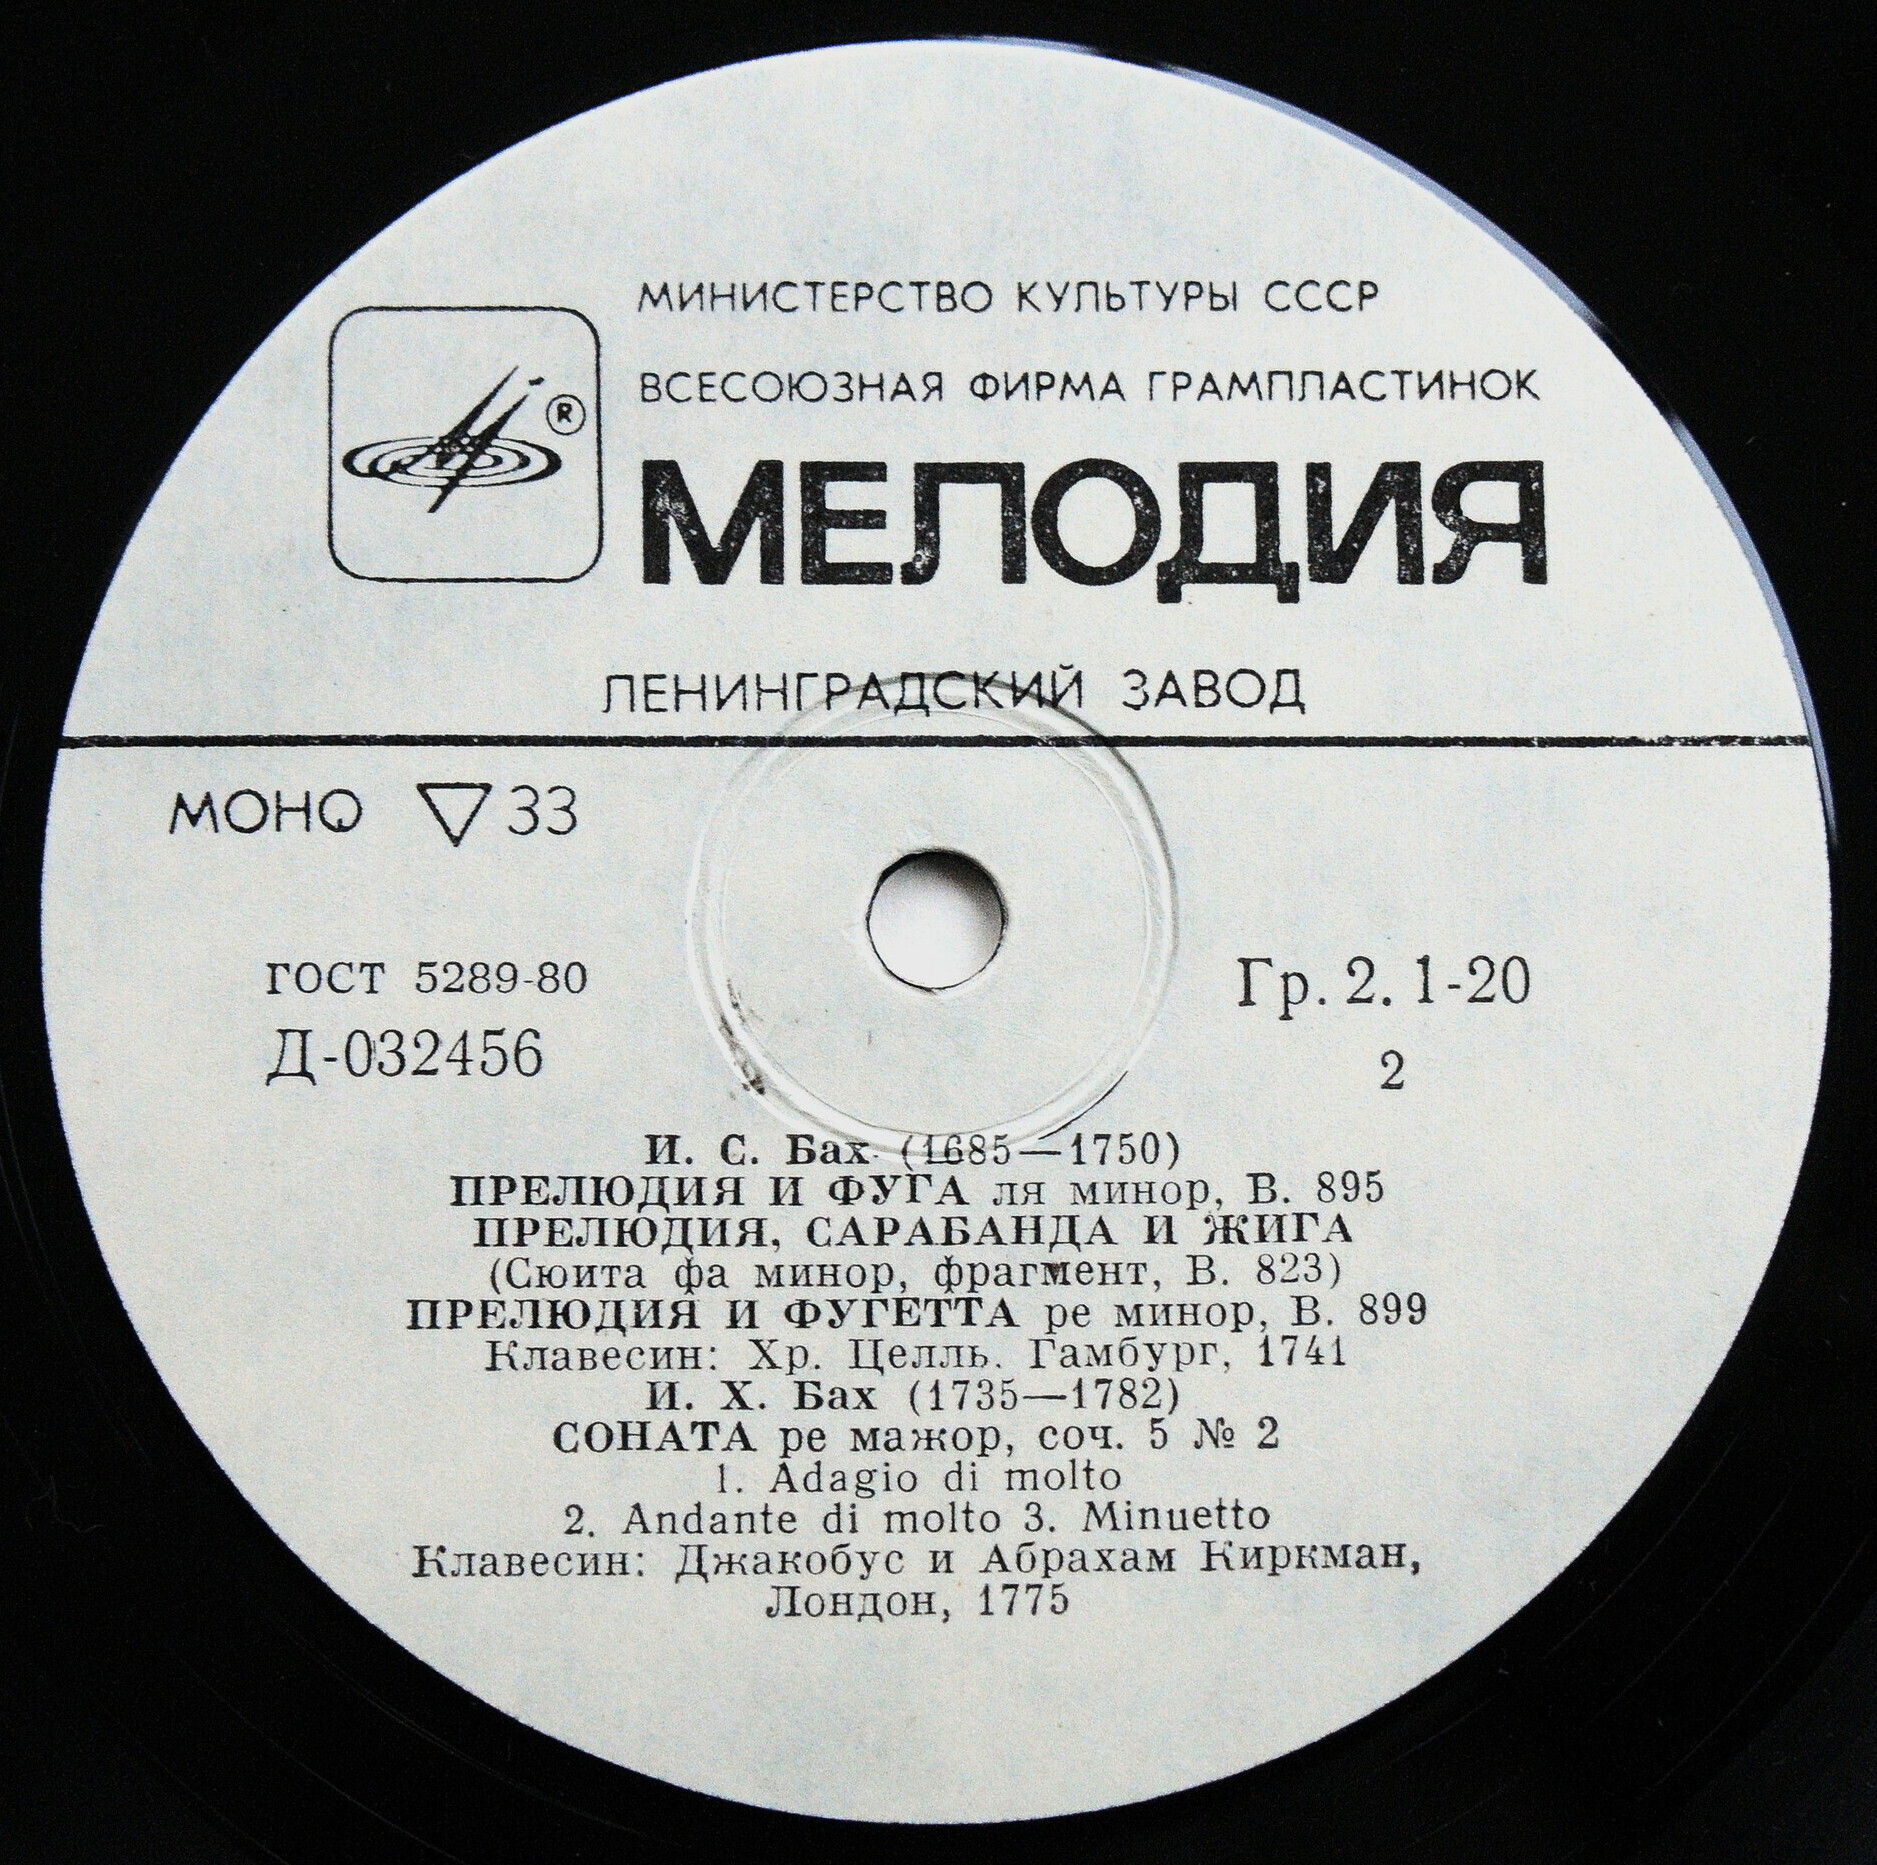 МИНИСТЕРСТВО КУЛЬТУРЫ СССР
ВСЕСОЮЗНАЯ ФИРМА ГРАМПЛАСТИНОК
®
МЕЛОДИЯ
ЛЕНИНГРАДСКИЙ ЗАВОД
МОНО ▽ 33
ГОСТ 5289-80
Гр. 2. 1-20
Д-032456
2
И. С. Бах (1685—1750)
ПРЕЛЮДИЯ И ФУГА ля минор, В. 895
ПРЕЛЮДИЯ, САРАБАНДА И ЖИГА
(Сюита фа минор, фрагмент, В. 823)
ПРЕЛЮДИЯ И ФУГЕТТА ре минор, В. 899
Клавесин: Хр. Целль. Гамбург, 1741
И. Х. Бах (1735—1782)
СОНАТА ре мажор, соч. 5 № 2
1. Adagio di molto
2. Andante di molto 3. Minuetto
Клавесин: Джакобус и Абрахам Киркман,
Лондон, 1775